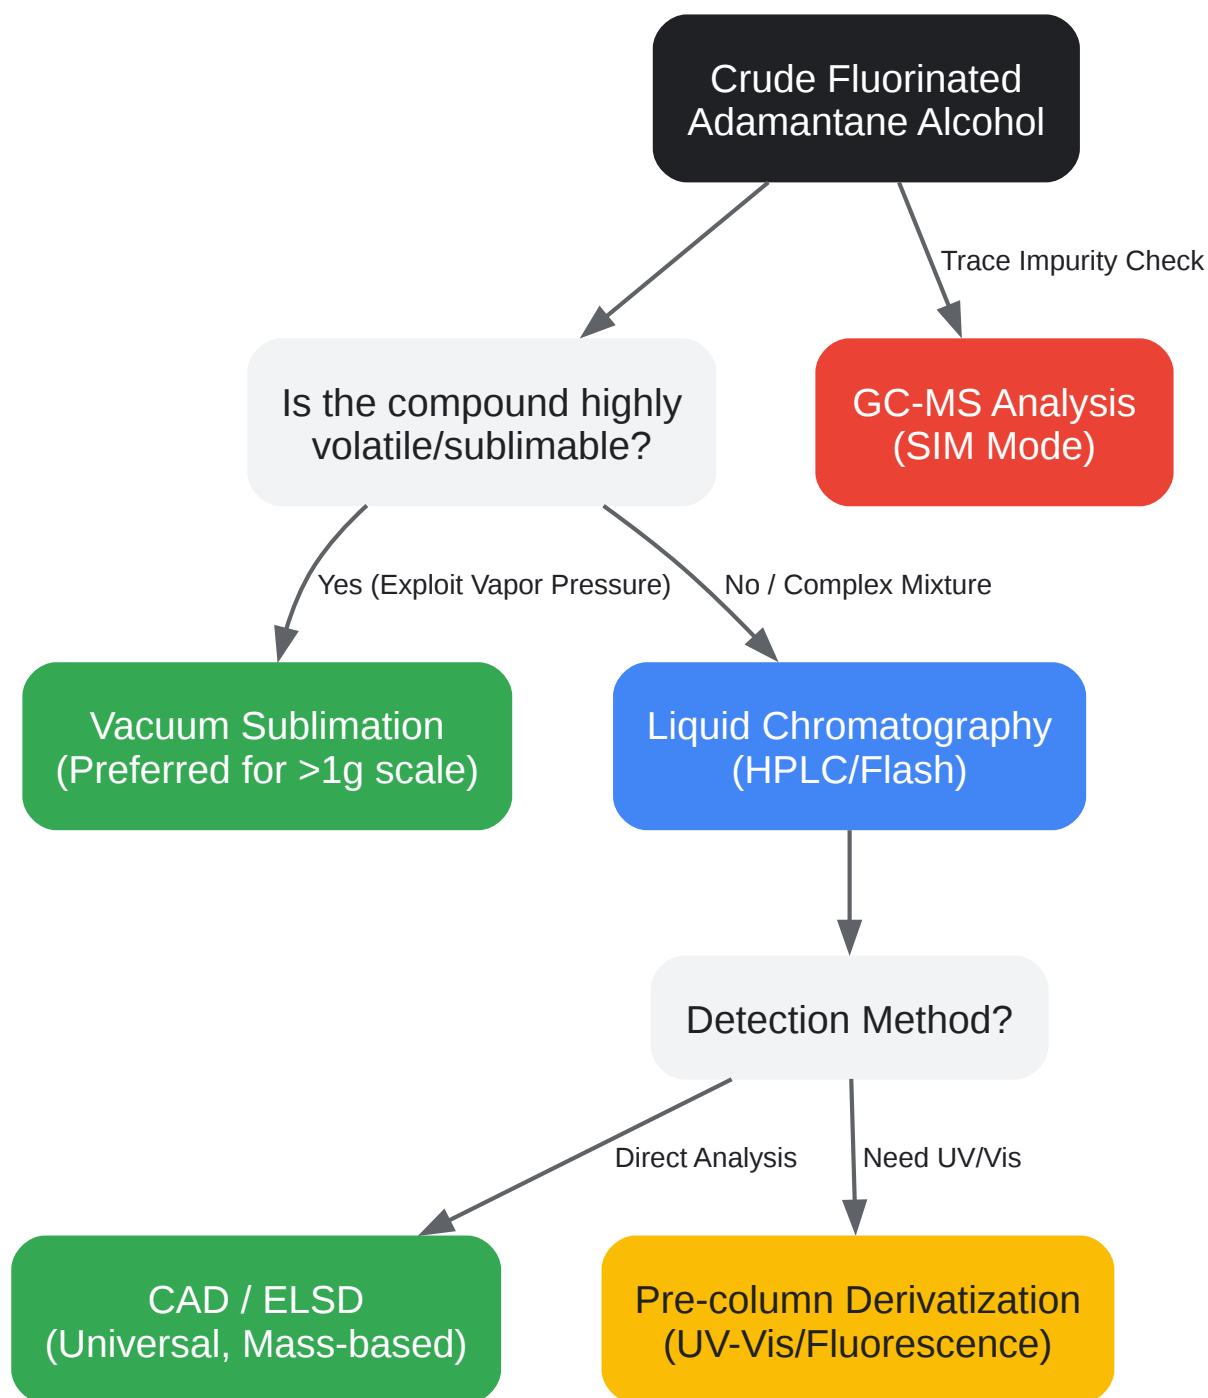 Crude Fluorinated
Adamantane Alcohol
Trace Impurity Check
Is the compound highly
volatile/sublimable?
GC-MS Analysis
(SIM Mode)
Yes (Exploit Vapor Pressure)
No / Complex Mixture
Vacuum Sublimation
(Preferred for >1g scale)
Liquid Chromatography
(HPLC/Flash)
Detection Method?
Direct Analysis
Need UV/Vis
CAD / ELSD
(Universal, Mass-based)
Pre-column Derivatization
(UV-Vis/Fluorescence)